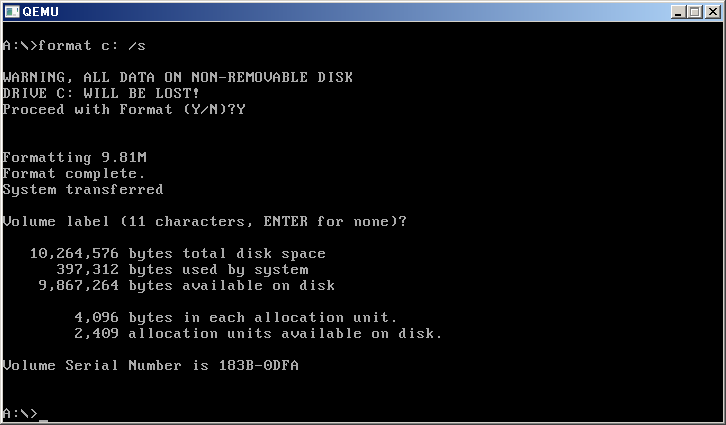 QEMU
A:\>format c: /s
WARNING, ALL DATA ON NON-REMOVABLE DISK
DRIVE C: WILL BE LOST!
Proceed with Format (Y/N)?Y
Formatting 9.81M
Format complete.
System transferred
Volume label (11 characters, ENTER for none)?
10,264,576 bytes total disk space
397,312 bytes used by system
9,867,264 bytes available on disk
4,096 bytes in each allocation unit.
2,409 allocation units available on disk.
Volume Serial Number is 183B-0DFA
A:\>_